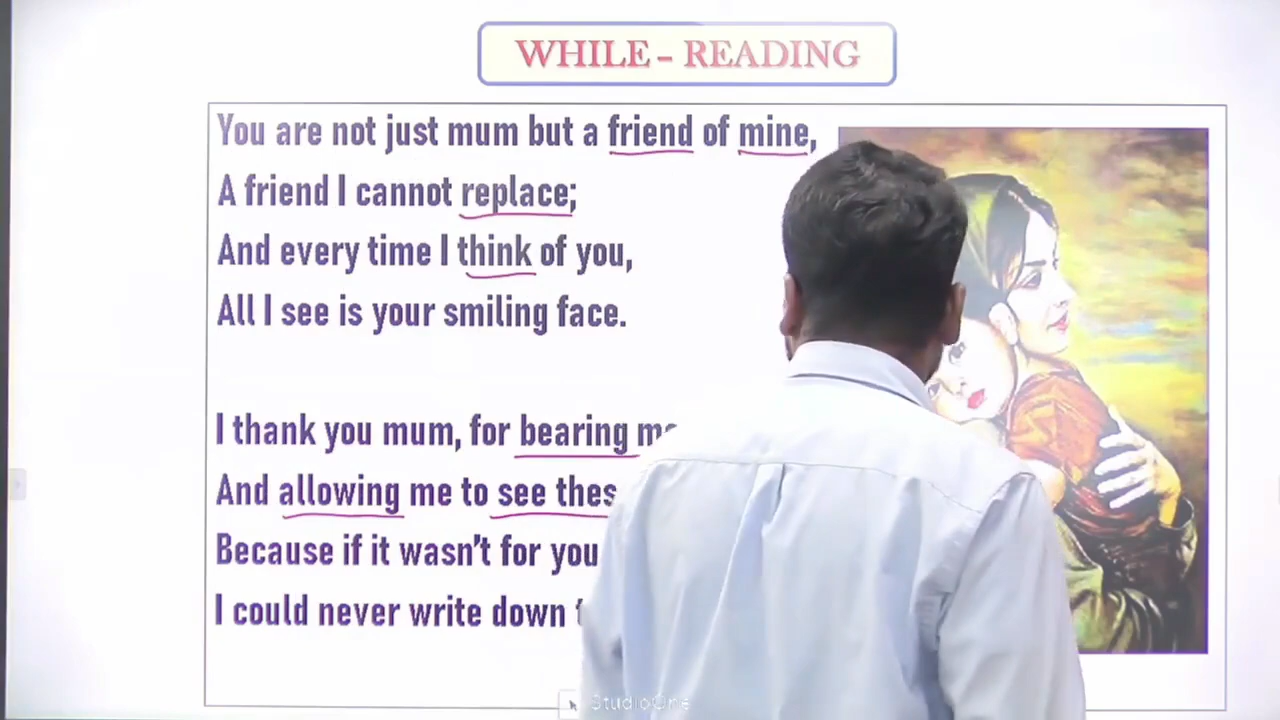 WHILE – READING
You are not just mum but a friend of mine,
A friend I cannot replace;
And every time I think of you,
All I see is your smiling face.
I thank you mum, for bearing
And allowing me to see
Because if it wasn't for you
I could never write down
StudioOne